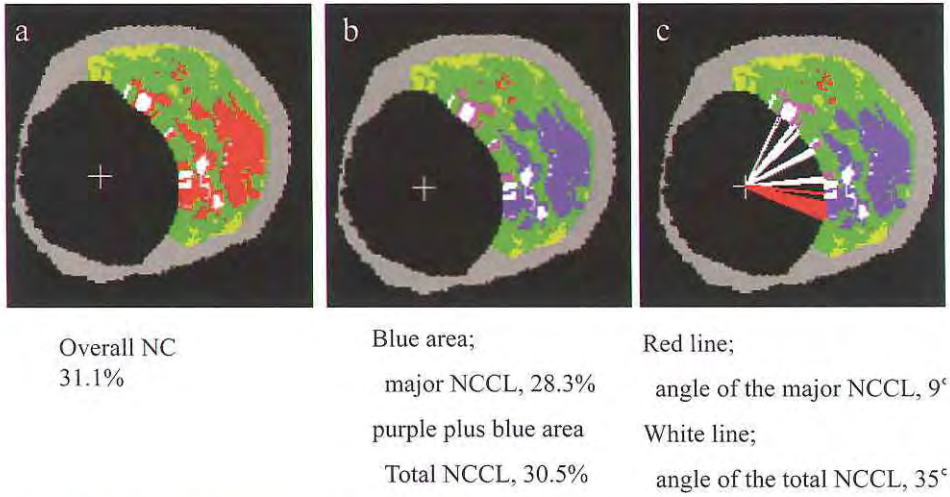 a
b
c
Overall NC
31.1%
Blue area;
major NCCL, 28.3%
purple plus blue area
Total NCCL, 30.5%
Red line;
angle of the major NCCL, 9°
White line;
angle of the total NCCL, 35°